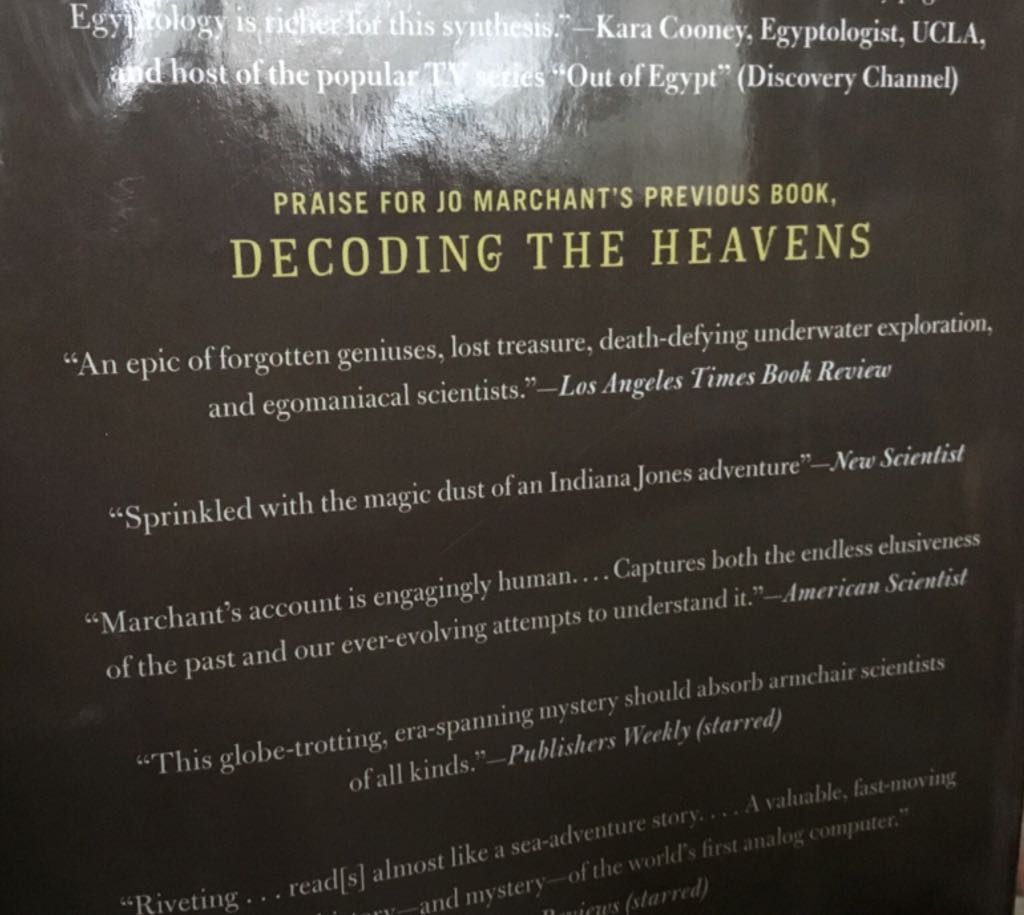 Egyptology is richer for this synthesis."—Kara Cooney, Egyptologist, UCLA,
and host of the popular TV series "Out of Egypt" (Discovery Channel)
PRAISE FOR JO MARCHANT'S PREVIOUS BOOK,
DECODING THE HEAVENS
"An epic of forgotten geniuses, lost treasure, death-defying underwater exploration,
and egomaniacal scientists."—Los Angeles Times Book Review
"Sprinkled with the magic dust of an Indiana Jones adventure"—New Scientist
"Marchant's account is engagingly human. . . . Captures both the endless elusiveness
of the past and our ever-evolving attempts to understand it."—American Scientist
"This globe-trotting, era-spanning mystery should absorb armchair scientists
of all kinds."—Publishers Weekly (starred)
"Riveting . . . read[s] almost like a sea-adventure story. . . . A valuable, fast-moving
—and mystery—of the world's first analog computer."
(starred)